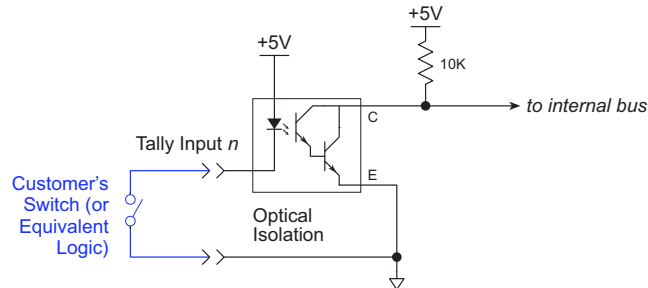 +5V
+5V
10K
C
to internal bus
Tally Input n
E
Customer's
Switch (or
Equivalent
Logic)
Optical
Isolation